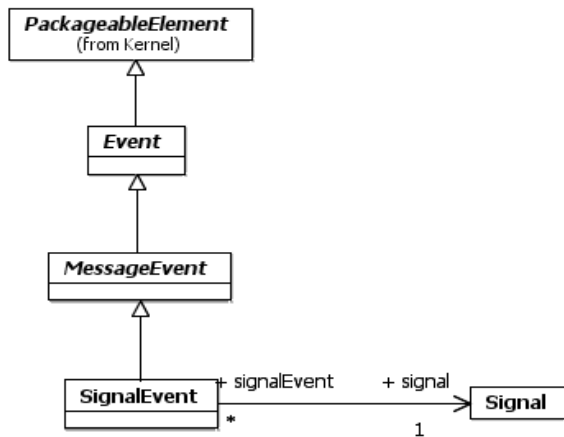 PackageableElement
(from Kernel)
Event
MessageEvent
+ signalEvent + signal
SignalEvent
Signal
* 1